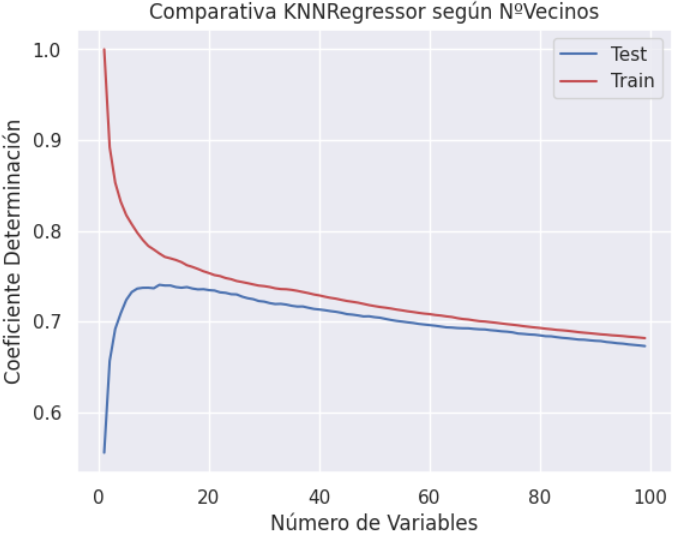 Comparativa KNNRegressor según NºVecinos
Test
Train
Coeficiente Determinación
1.0
0.9
0.8
0.7
0.6
0
20
40
60
80
100
Número de Variables